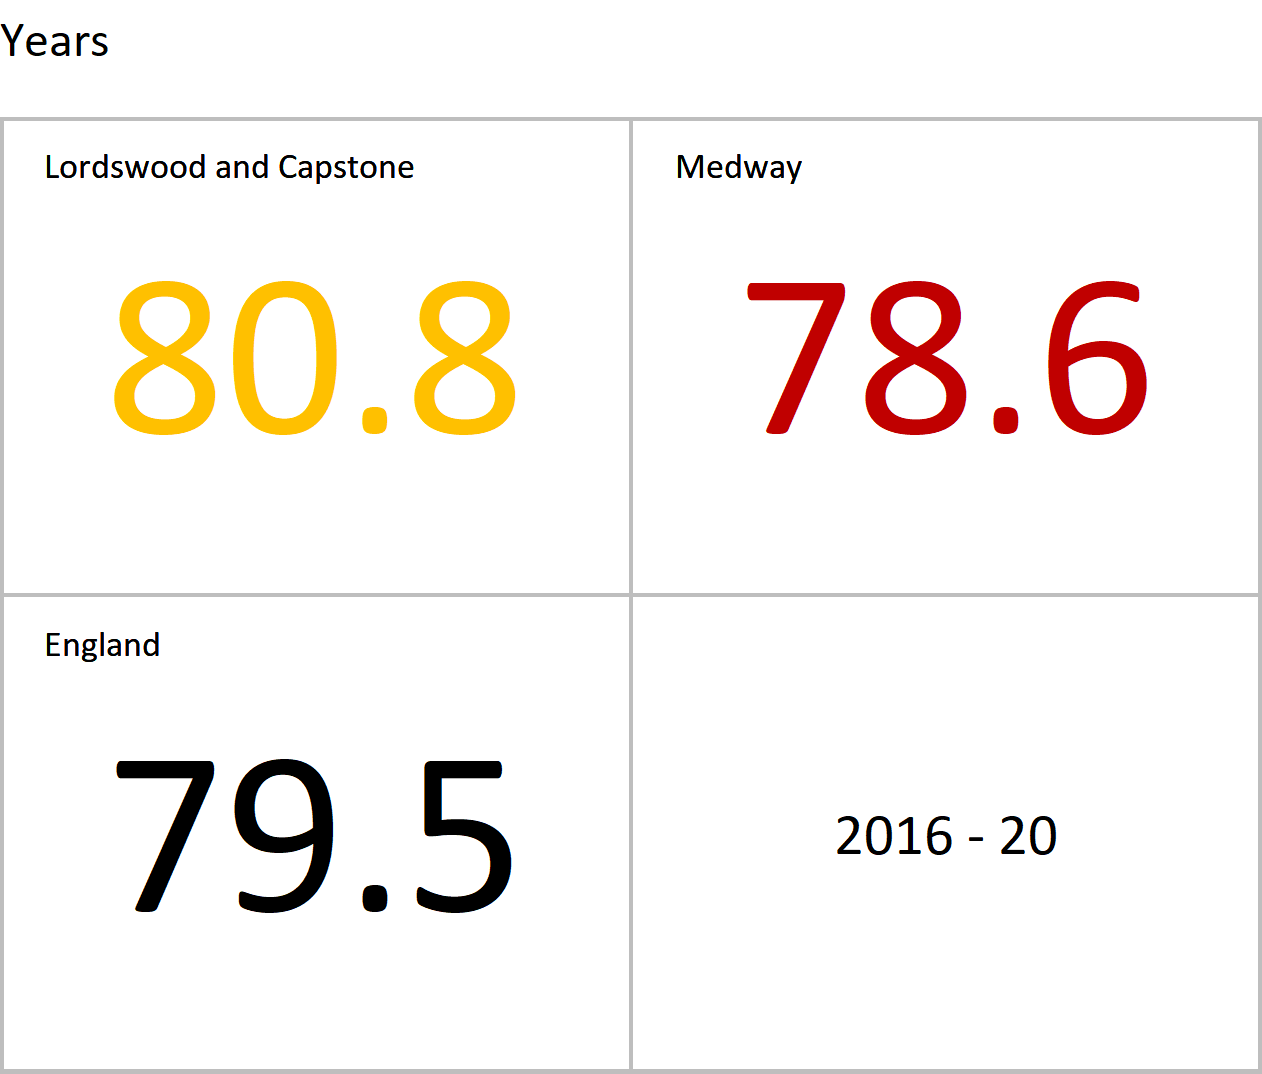 Years
Lordswood and Capstone
80.8
Medway
78.6
England
79.5
2016 - 20